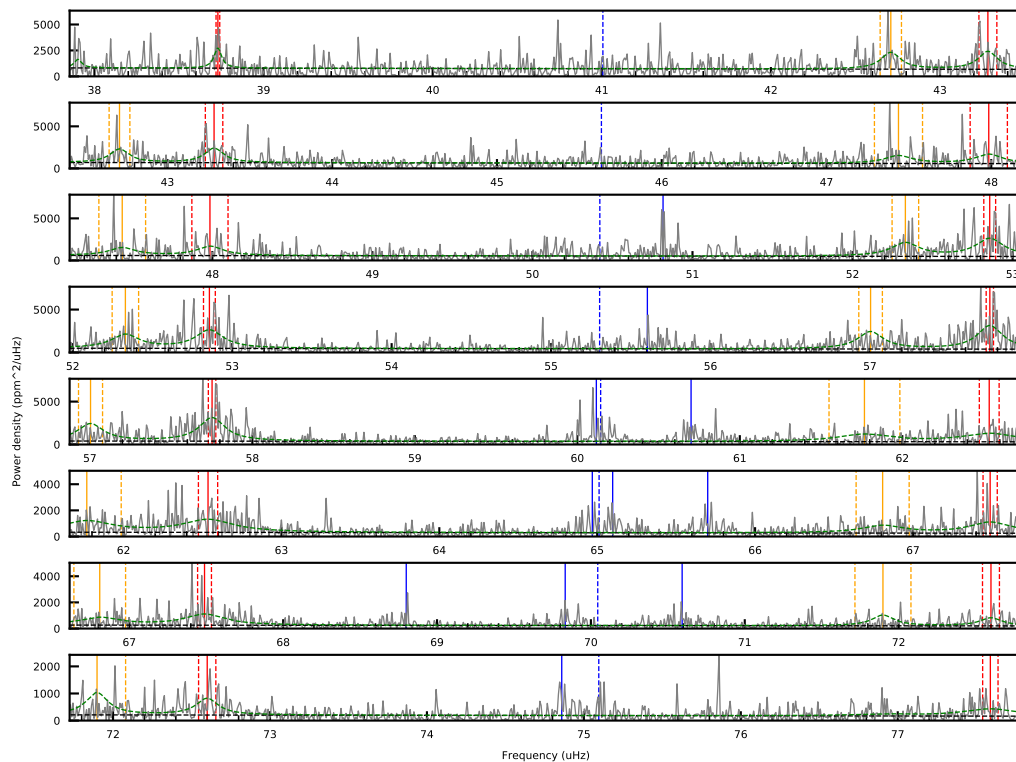 5000
2500
0
38 39 40 41 42 43
5000
0
43 44 45 46 47 48
5000
0
48 49 50 51 52 53
5000
0
52 53 54 55 56 57
5000
0
57 58 59 60 61 62
4000
2000
0
62 63 64 65 66 67
4000
2000
0
67 68 69 70 71 72
2000
1000
0
72 73 74 75 76 77
Power density (ppm^2/uHz)
Frequency (uHz)